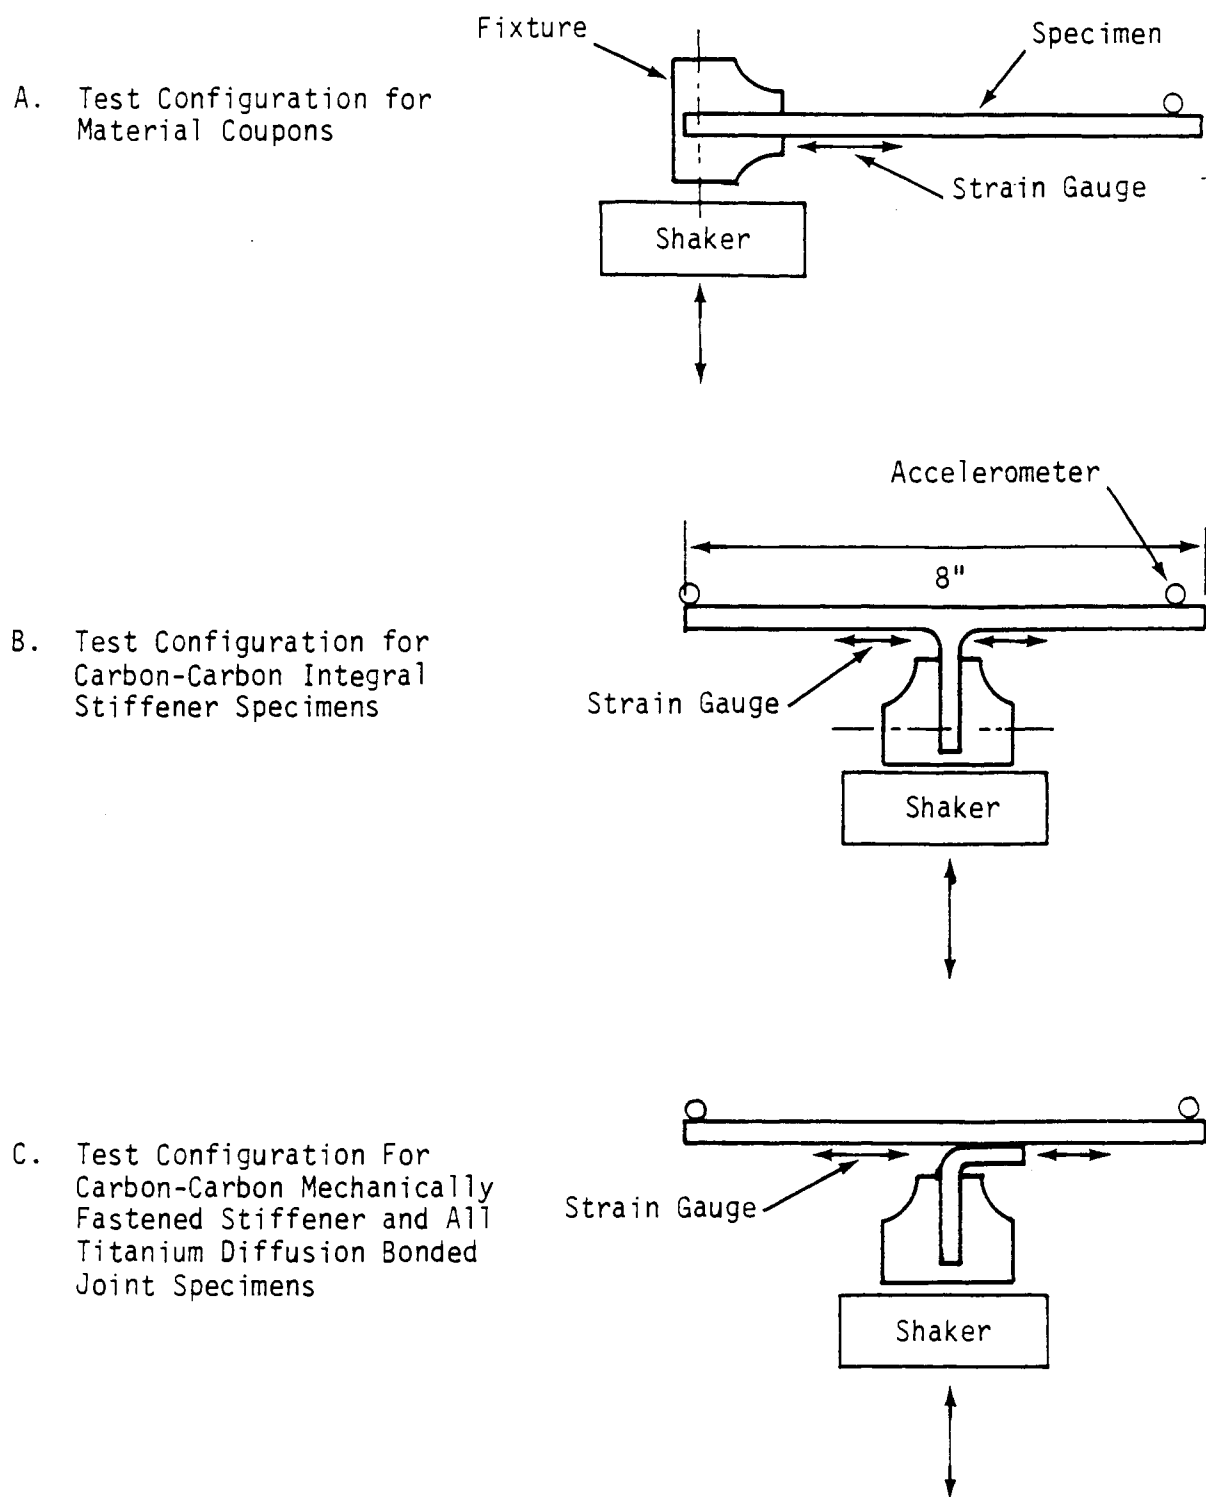 Fixture
Specimen
A. Test Configuration for
Material Coupons
Strain Gauge
Shaker
Accelerometer
8"
B. Test Configuration for
Carbon-Carbon Integral
Stiffener Specimens
Strain Gauge
Shaker
C. Test Configuration For
Carbon-Carbon Mechanically
Fastened Stiffener and All
Titanium Diffusion Bonded
Joint Specimens
Strain Gauge
Shaker